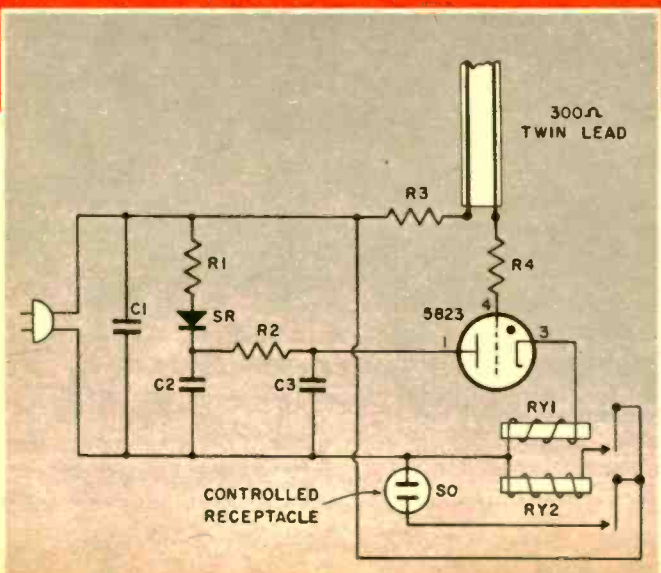 300Ω
TWIN LEAD
R3
R1
R4
C1
SR
4
5823
R2
1
3
C2
C3
RY1
CONTROLLED
RECEPTACLE
SO
RY2